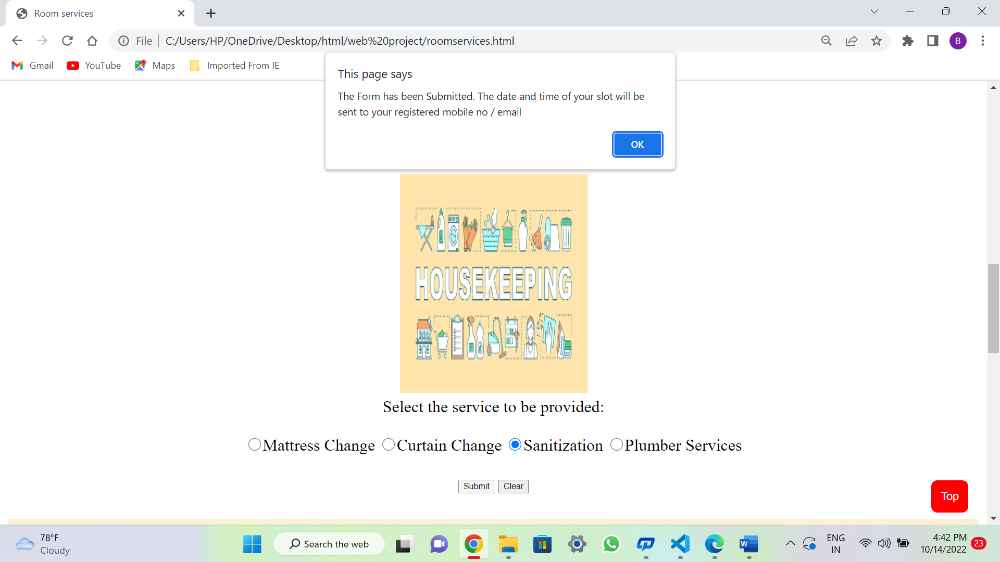 Room services
File
C:/Users/HP/OneDrive/Desktop/html/web%20project/roomservices.html
B
Gmail
YouTube
Maps
Imported From IE
This page says
The Form has been Submitted. The date and time of your slot will be
sent to your registered mobile no / email
OK
HOUSEKEEPING
Select the service to be provided:
Mattress Change Curtain Change Sanitization Plumber Services
Submit Clear
Top
78°F
Cloudy
Search the web
W
ENG
IN
4:42 PM
10/14/2022
23